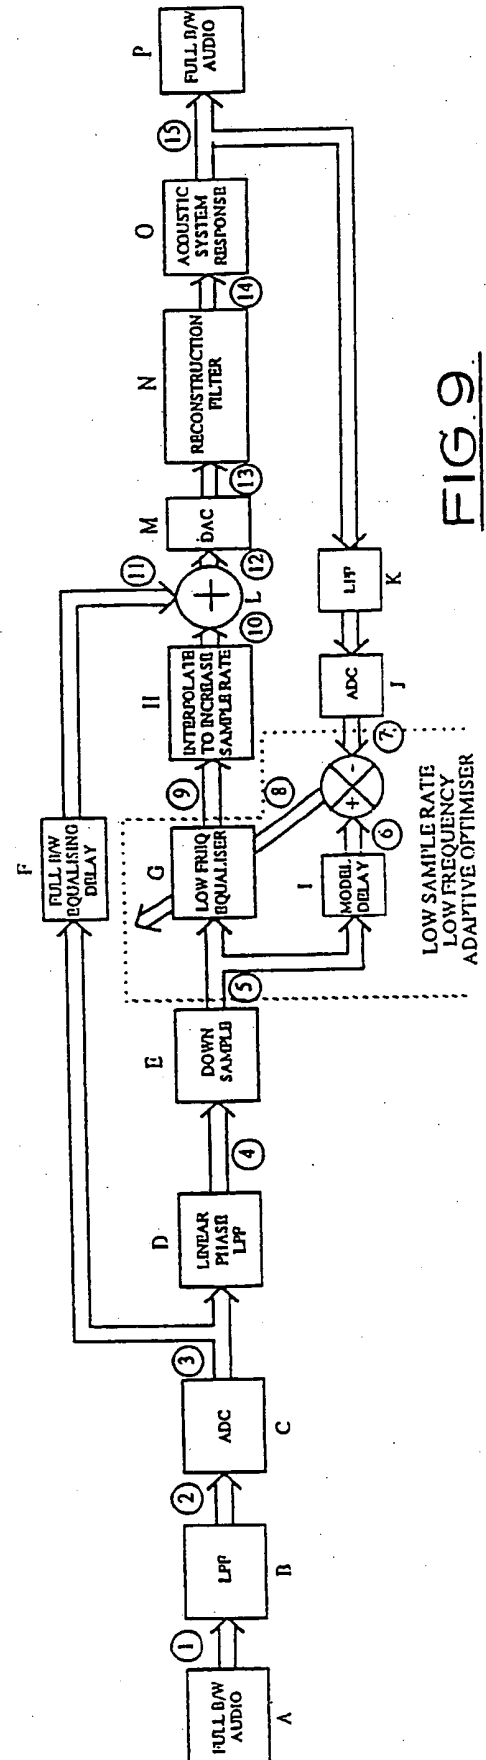 FULL B/W
AUDIO
A
1
LPF
B
2
ADC
C
3
LINEAR
PHASE
LPF
D
4
DOWN
SAMPLE
E
5
FULL B/W
EQUALISING
DELAY
F
LOW FREQ
EQUALISER
G
MODEL
DELAY
I
6
+
-
7
8
9
INTERPOLATE
TO INCREASE
SAMPLE RATE
H
10
11
+
L
12
DAC
M
13
RECONSTRUCTION
FILTER
N
14
ACOUSTIC
SYSTEM
RESPONSE
O
15
FULL B/W
AUDIO
P
ADC
J
LPF
K
LOW SAMPLE RATE
LOW FREQUENCY
ADAPTIVE OPTIMISER
FIG. 9.